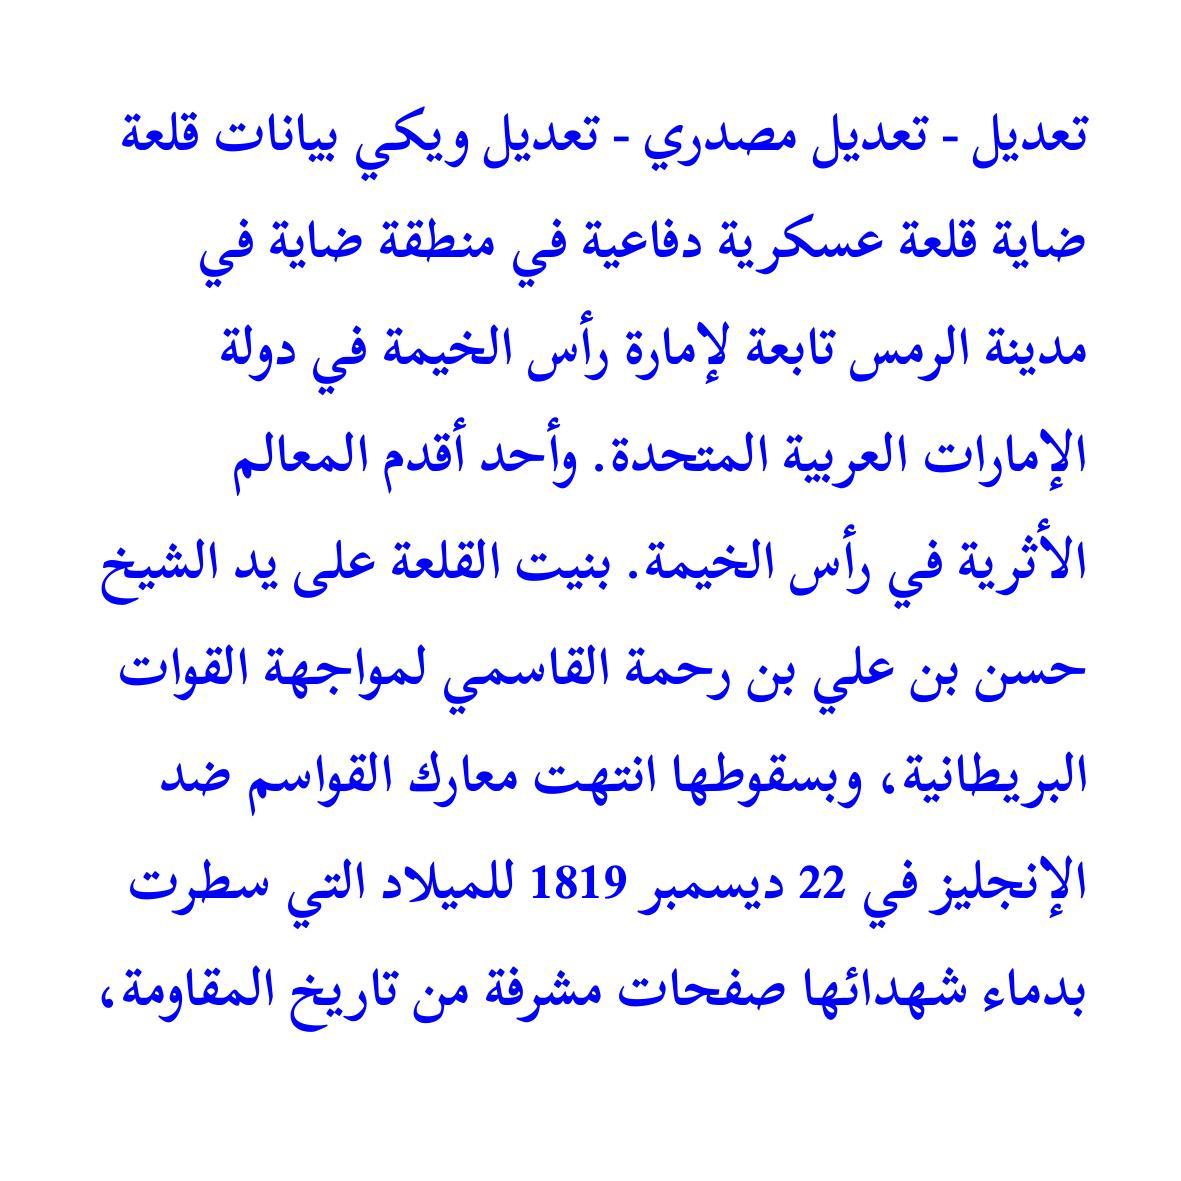 تعديل - تعديل مصدري - تعديل ويكي بيانات قلعة
ضاية قلعة عسكرية دفاعية في منطقة ضاية في
مدينة الرمس تابعة لإمارة رأس الخيمة في دولة
الإمارات العربية المتحدة. وأحد أقدم المعالم
الأثرية في رأس الخيمة. بنيت القلعة على يد الشيخ
حسن بن علي بن رحمة القاسمي لمواجهة القوات
البريطانية، وبسقوطها انتهت معارك القواسم ضد
الإنجليز في 22 ديسمبر 1819 للميلاد التي سطرت
بدماء شهدائها صفحات مشرفة من تاريخ المقاومة،